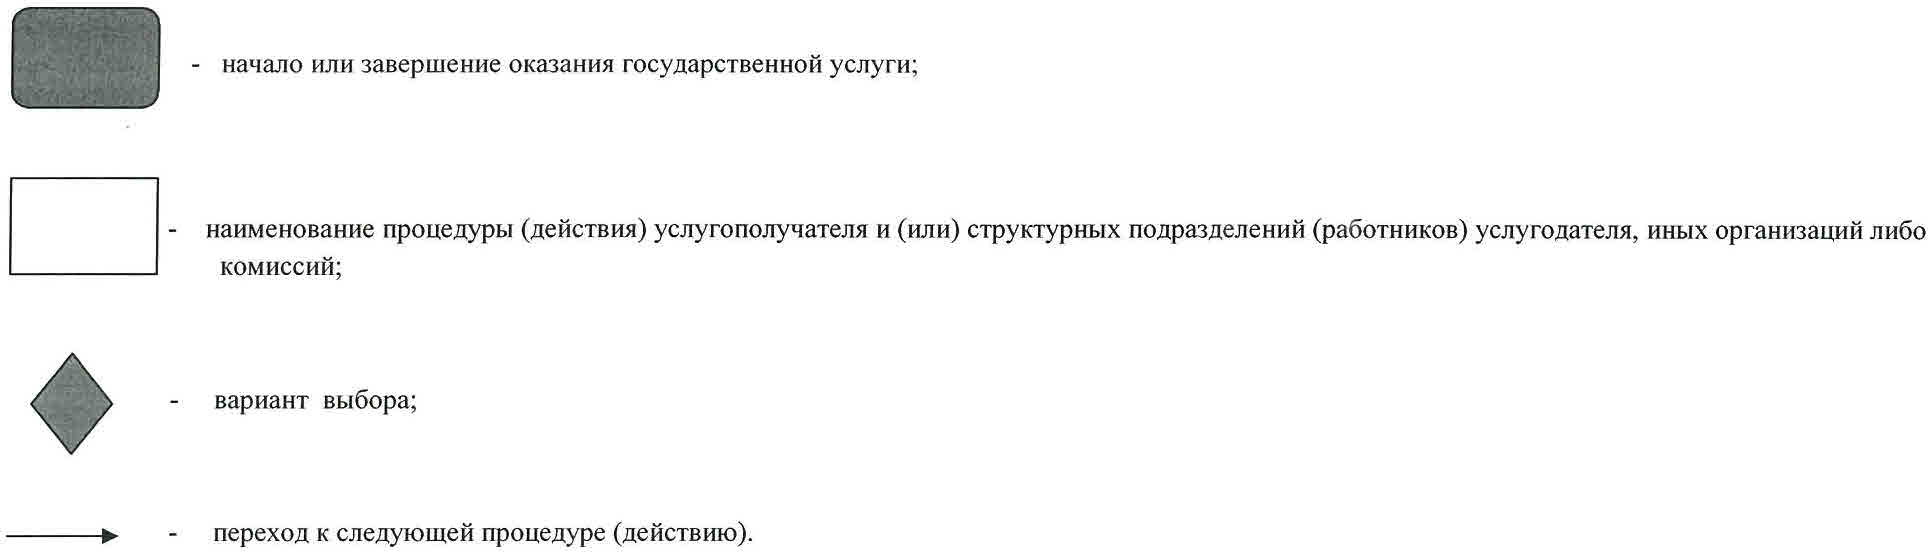 - начало или завершение оказания государственной услуги;
- наименование процедуры (действия) услугополучателя и (или) структурных подразделений (работников) услугодателя, иных организаций либо
комиссий;
- вариант выбора;
- переход к следующей процедуре (действию).